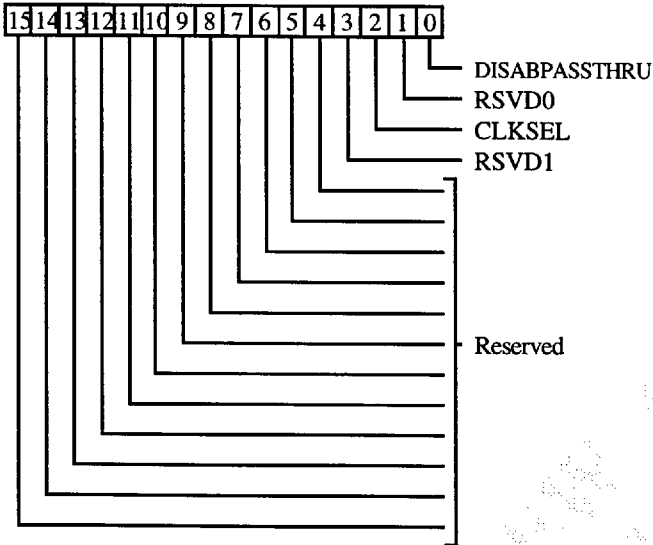 15 14 13 12 11 10 9 8 7 6 5 4 3 2 1 0
DISABPASSTHRU
RSVD0
CLKSEL
RSVD1
Reserved